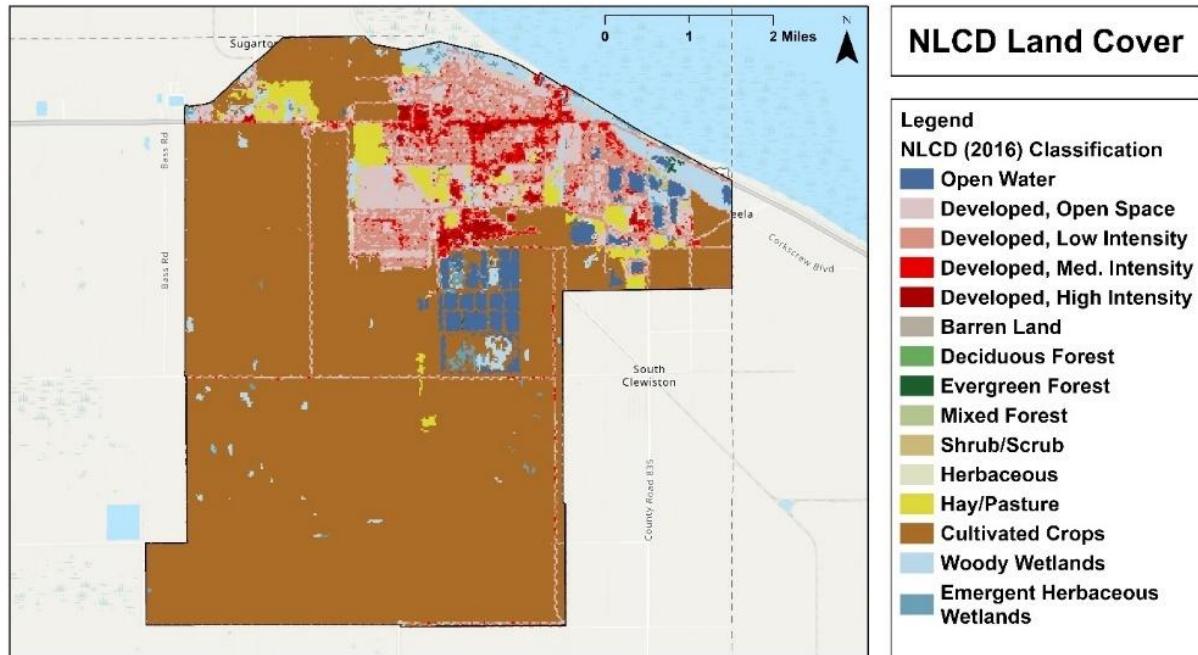 Sugarton
N
0 1 2 Miles
Bass Rd
Bass Rd
eela
Corkscrew Blvd
South
Clewiston
County Road 835
NLCD Land Cover
Legend
NLCD (2016) Classification
Open Water
Developed, Open Space
Developed, Low Intensity
Developed, Med. Intensity
Developed, High Intensity
Barren Land
Deciduous Forest
Evergreen Forest
Mixed Forest
Shrub/Scrub
Herbaceous
Hay/Pasture
Cultivated Crops
Woody Wetlands
Emergent Herbaceous
Wetlands